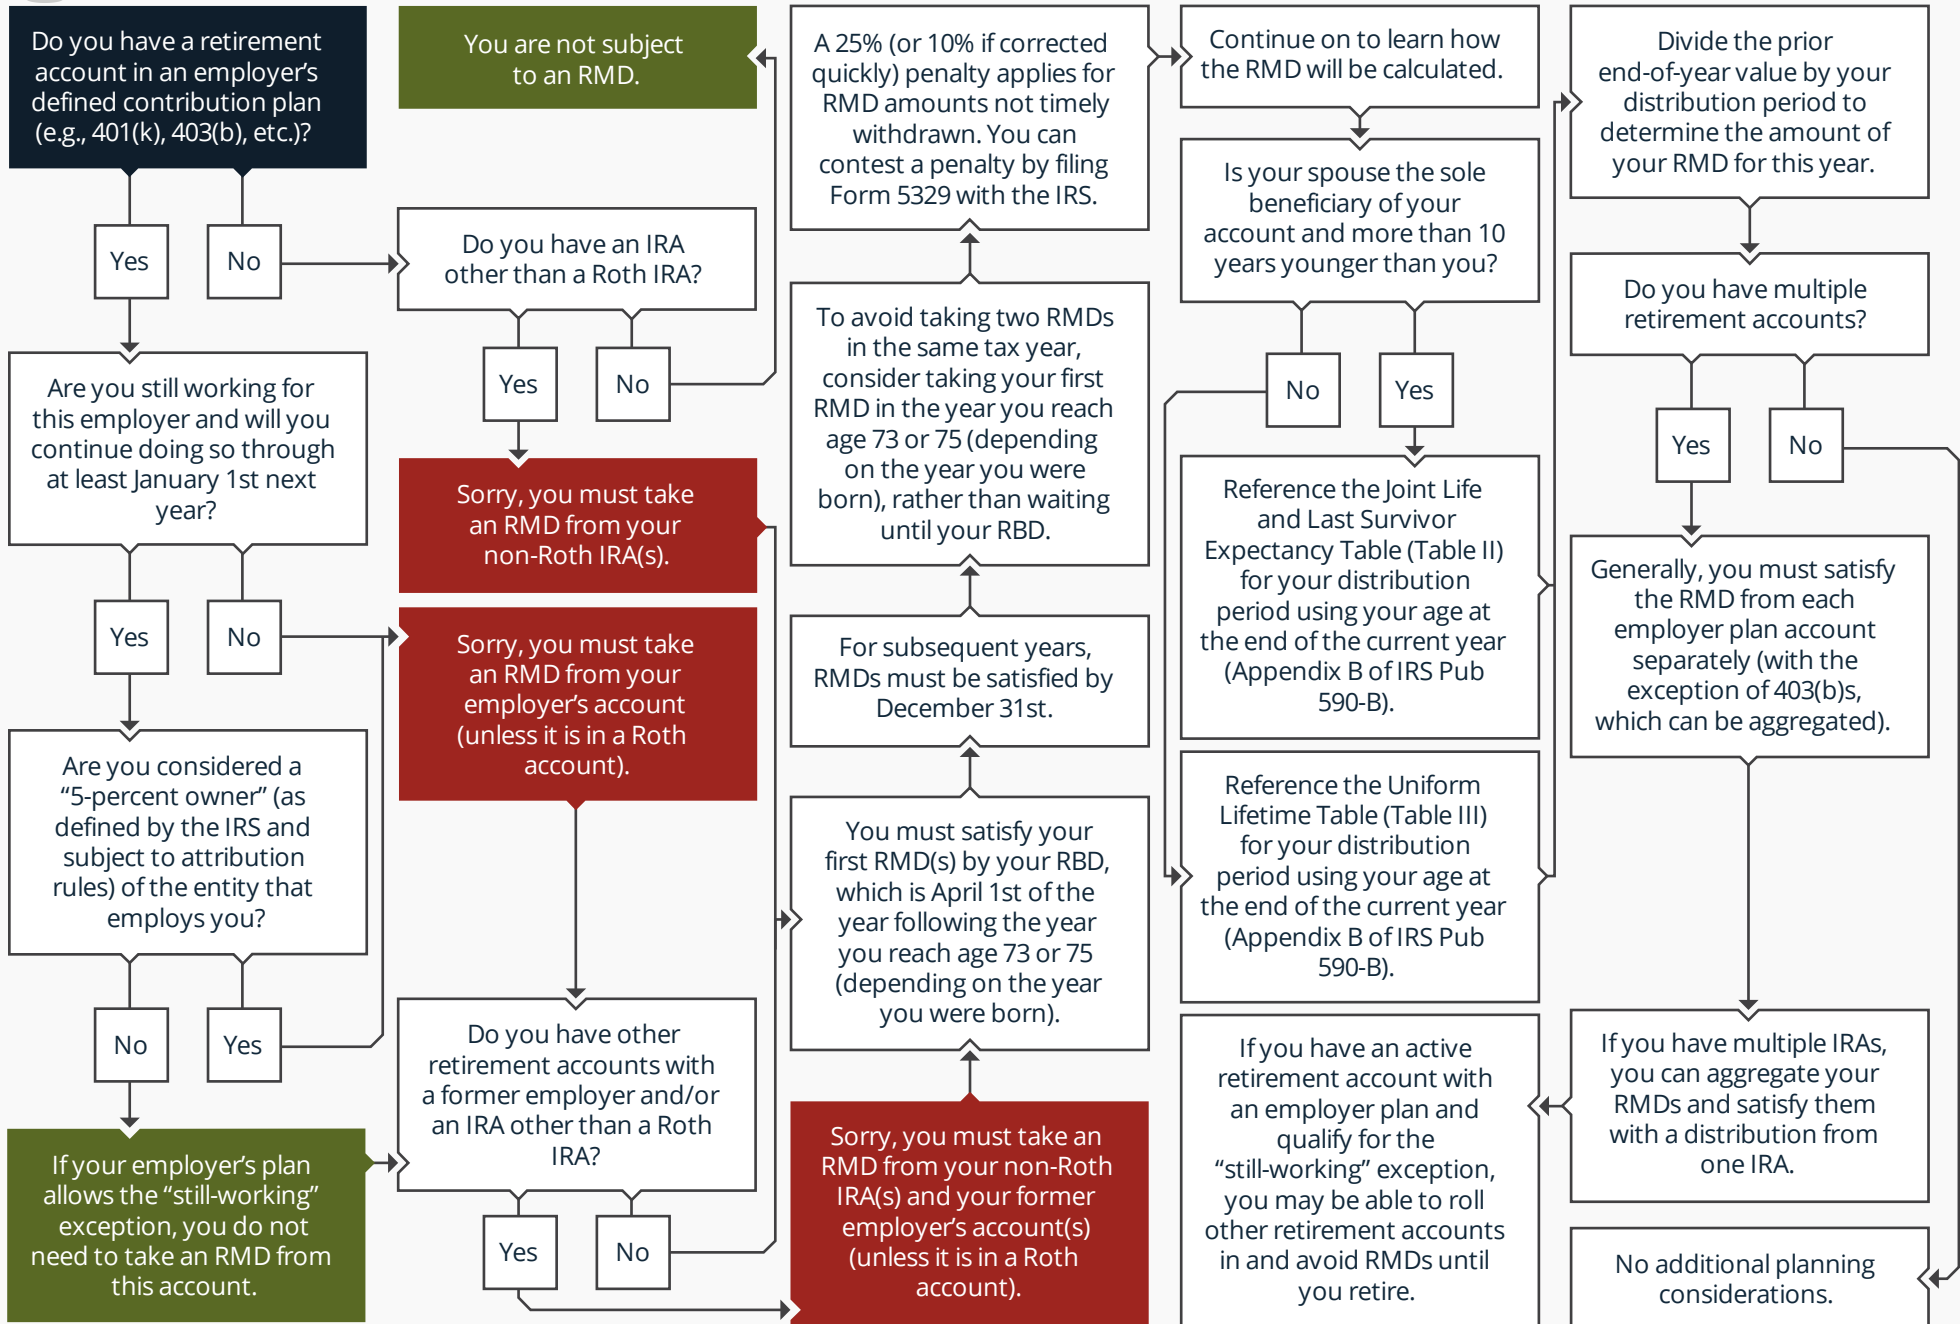 Do you have a retirement
account in an employer's
defined contribution plan
(e.g., 401(k), 403(b), etc.)?
Yes
No
Are you still working for
this employer and will you
continue doing so through
at least January 1st next
year?
Yes
No
Are you considered a
“5-percent owner” (as
defined by the IRS and
subject to attribution
rules) of the entity that
employs you?
No
Yes
If your employer’s plan
allows the “still-working”
exception, you do not
need to take an RMD from
this account.
You are not subject
to an RMD.
Do you have an IRA
other than a Roth IRA?
Yes
No
Sorry, you must take
an RMD from your
non-Roth IRA(s).
Sorry, you must take
an RMD from your
employer’s account
(unless it is in a Roth
account).
Do you have other
retirement accounts with
a former employer and/or
an IRA other than a Roth
IRA?
Yes
No
A 25% (or 10% if corrected
quickly) penalty applies for
RMD amounts not timely
withdrawn. You can
contest a penalty by filing
Form 5329 with the IRS.
To avoid taking two RMDs
in the same tax year,
consider taking your first
RMD in the year you reach
age 73 or 75 (depending
on the year you were
born), rather than waiting
until your RBD.
For subsequent years,
RMDs must be satisfied by
December 31st.
You must satisfy your
first RMD(s) by your RBD,
which is April 1st of the
year following the year
you reach age 73 or 75
(depending on the year
you were born).
Sorry, you must take an
RMD from your non-Roth
IRA(s) and your former
employer’s account(s)
(unless it is in a Roth
account).
Continue on to learn how
the RMD will be calculated.
Is your spouse the sole
beneficiary of your
account and more than 10
years younger than you?
No
Yes
Reference the Joint Life
and Last Survivor
Expectancy Table (Table II)
for your distribution
period using your age at
the end of the current year
(Appendix B of IRS Pub
590-B).
Reference the Uniform
Lifetime Table (Table III)
for your distribution
period using your age at
the end of the current year
(Appendix B of IRS Pub
590-B).
If you have an active
retirement account with
an employer plan and
qualify for the
“still-working” exception,
you may be able to roll
other retirement accounts
in and avoid RMDs until
you retire.
Divide the prior
end-of-year value by your
distribution period to
determine the amount of
your RMD for this year.
Do you have multiple
retirement accounts?
Yes
No
Generally, you must satisfy
the RMD from each
employer plan account
separately (with the
exception of 403(b)s,
which can be aggregated).
If you have multiple IRAs,
you can aggregate your
RMDs and satisfy them
with a distribution from
one IRA.
No additional planning
considerations.